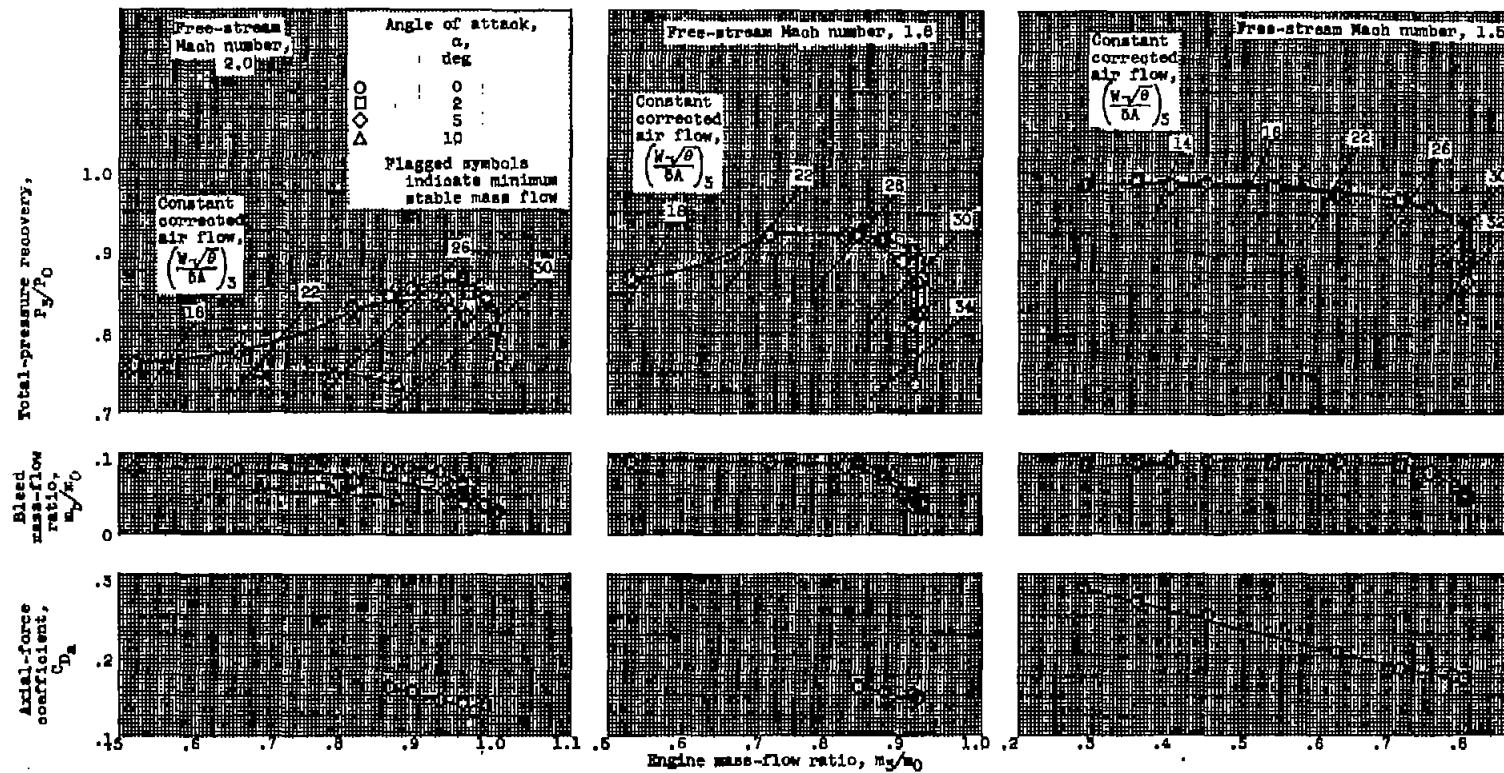 Free-stream
Mach number,
2.0
Angle of attack,
α,
deg
0
2
5
10
Flagged symbols
indicate minimum
stable mass flow
Constant
corrected
air flow,
(W√θ/δA)3
16
22
26
30
Free-stream Mach number, 1.8
Constant
corrected
air flow,
(W√θ/δA)3
18
22
26
30
34
Free-stream Mach number, 1.5
Constant
corrected
air flow,
(W√θ/δA)3
14
18
22
26
30
32
Total-pressure recovery,
P3/P0
1.0
.9
.8
.7
Bleed
mass-flow
ratio,
mb/m0
.1
0
Axial-force
coefficient,
CDa
.3
.2
.1
.5 .6 .7 .8 .9 1.0 1.1
.5 .6 .7 .8 .9 1.0
.2 .3 .4 .5 .6 .7 .8
Engine mass-flow ratio, m3/m0